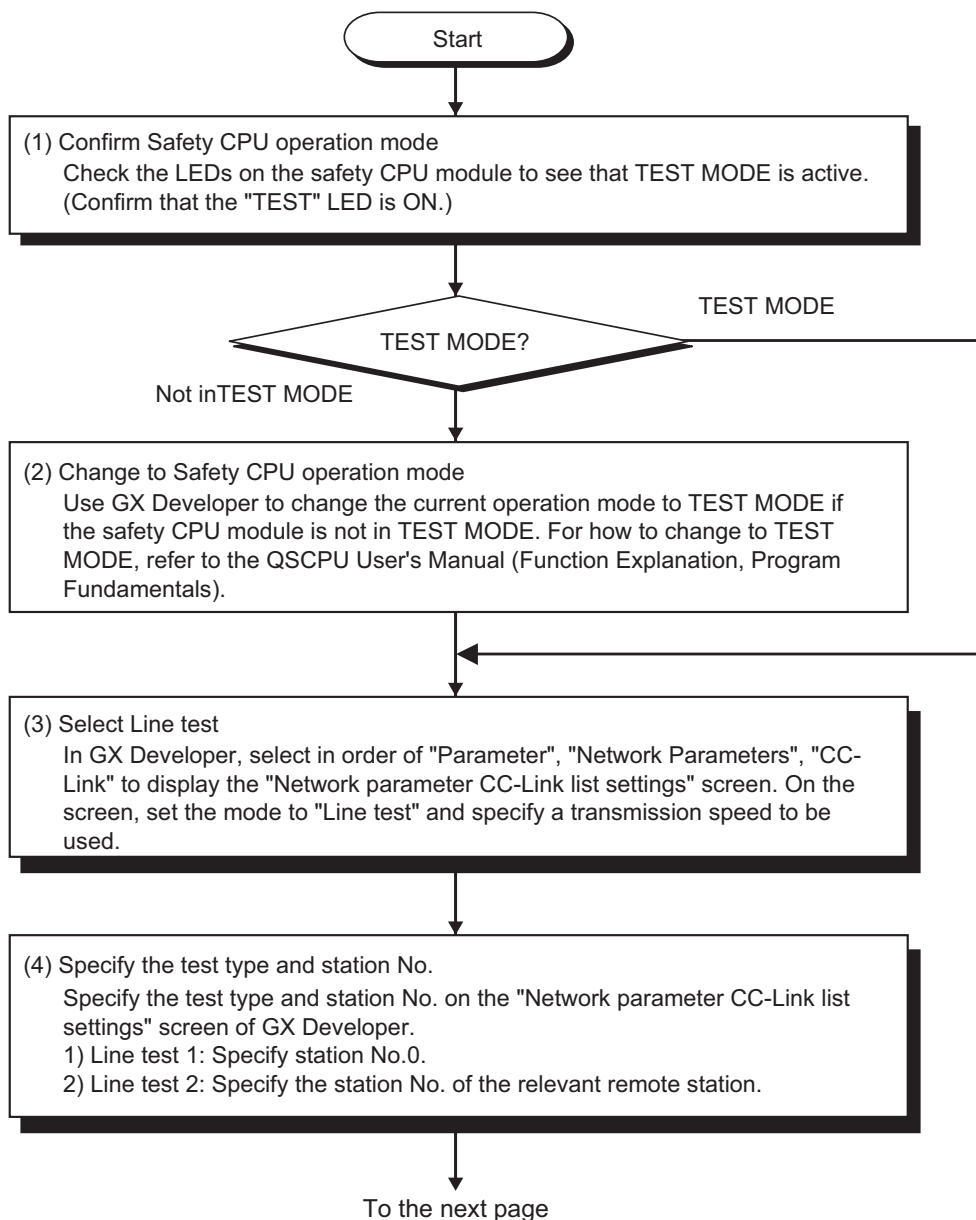 Start
(1) Confirm Safety CPU operation mode
Check the LEDs on the safety CPU module to see that TEST MODE is active.
(Confirm that the "TEST" LED is ON.)
TEST MODE
TEST MODE?
Not inTEST MODE
(2) Change to Safety CPU operation mode
Use GX Developer to change the current operation mode to TEST MODE if
the safety CPU module is not in TEST MODE. For how to change to TEST
MODE, refer to the QSCPU User's Manual (Function Explanation, Program
Fundamentals).
(3) Select Line test
In GX Developer, select in order of "Parameter", "Network Parameters", "CC-
Link" to display the "Network parameter CC-Link list settings" screen. On the
screen, set the mode to "Line test" and specify a transmission speed to be
used.
(4) Specify the test type and station No.
Specify the test type and station No. on the "Network parameter CC-Link list
settings" screen of GX Developer.
1) Line test 1: Specify station No.0.
2) Line test 2: Specify the station No. of the relevant remote station.
To the next page